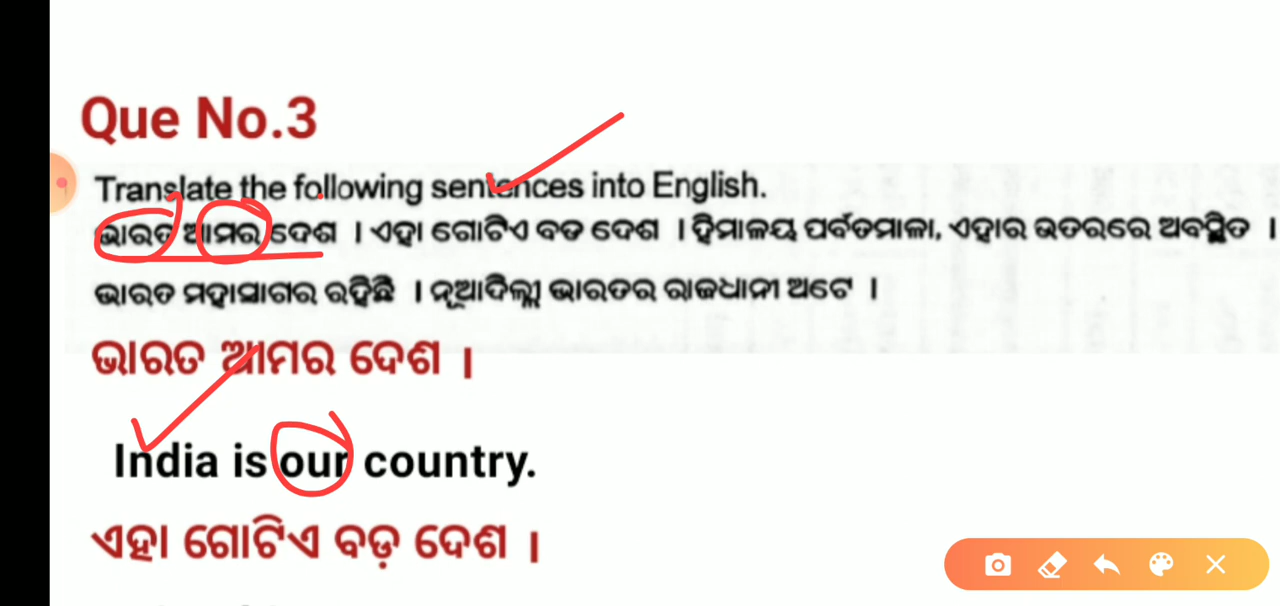 Que No.3
Translate the following sentences into English.
ଭାରତ ଆମର ଦେଶ । ଏହା ଗୋଟିଏ ବଡ ଦେଶ । ହିମାଳୟ ପର୍ବତମାଳା, ଏହାର ଉତରରେ ଅବସ୍ଥିତ ।
ଭାରତ ମହାସାଗର ରହିଛି । ନୂଆଦିଲ୍ଲୀ ଭାରତର ରାଜଧାନୀ ଅଟେ ।
ଭାରତ ଆମର ଦେଶ ।
India is our country.
ଏହା ଗୋଟିଏ ବଡ଼ ଦେଶ ।